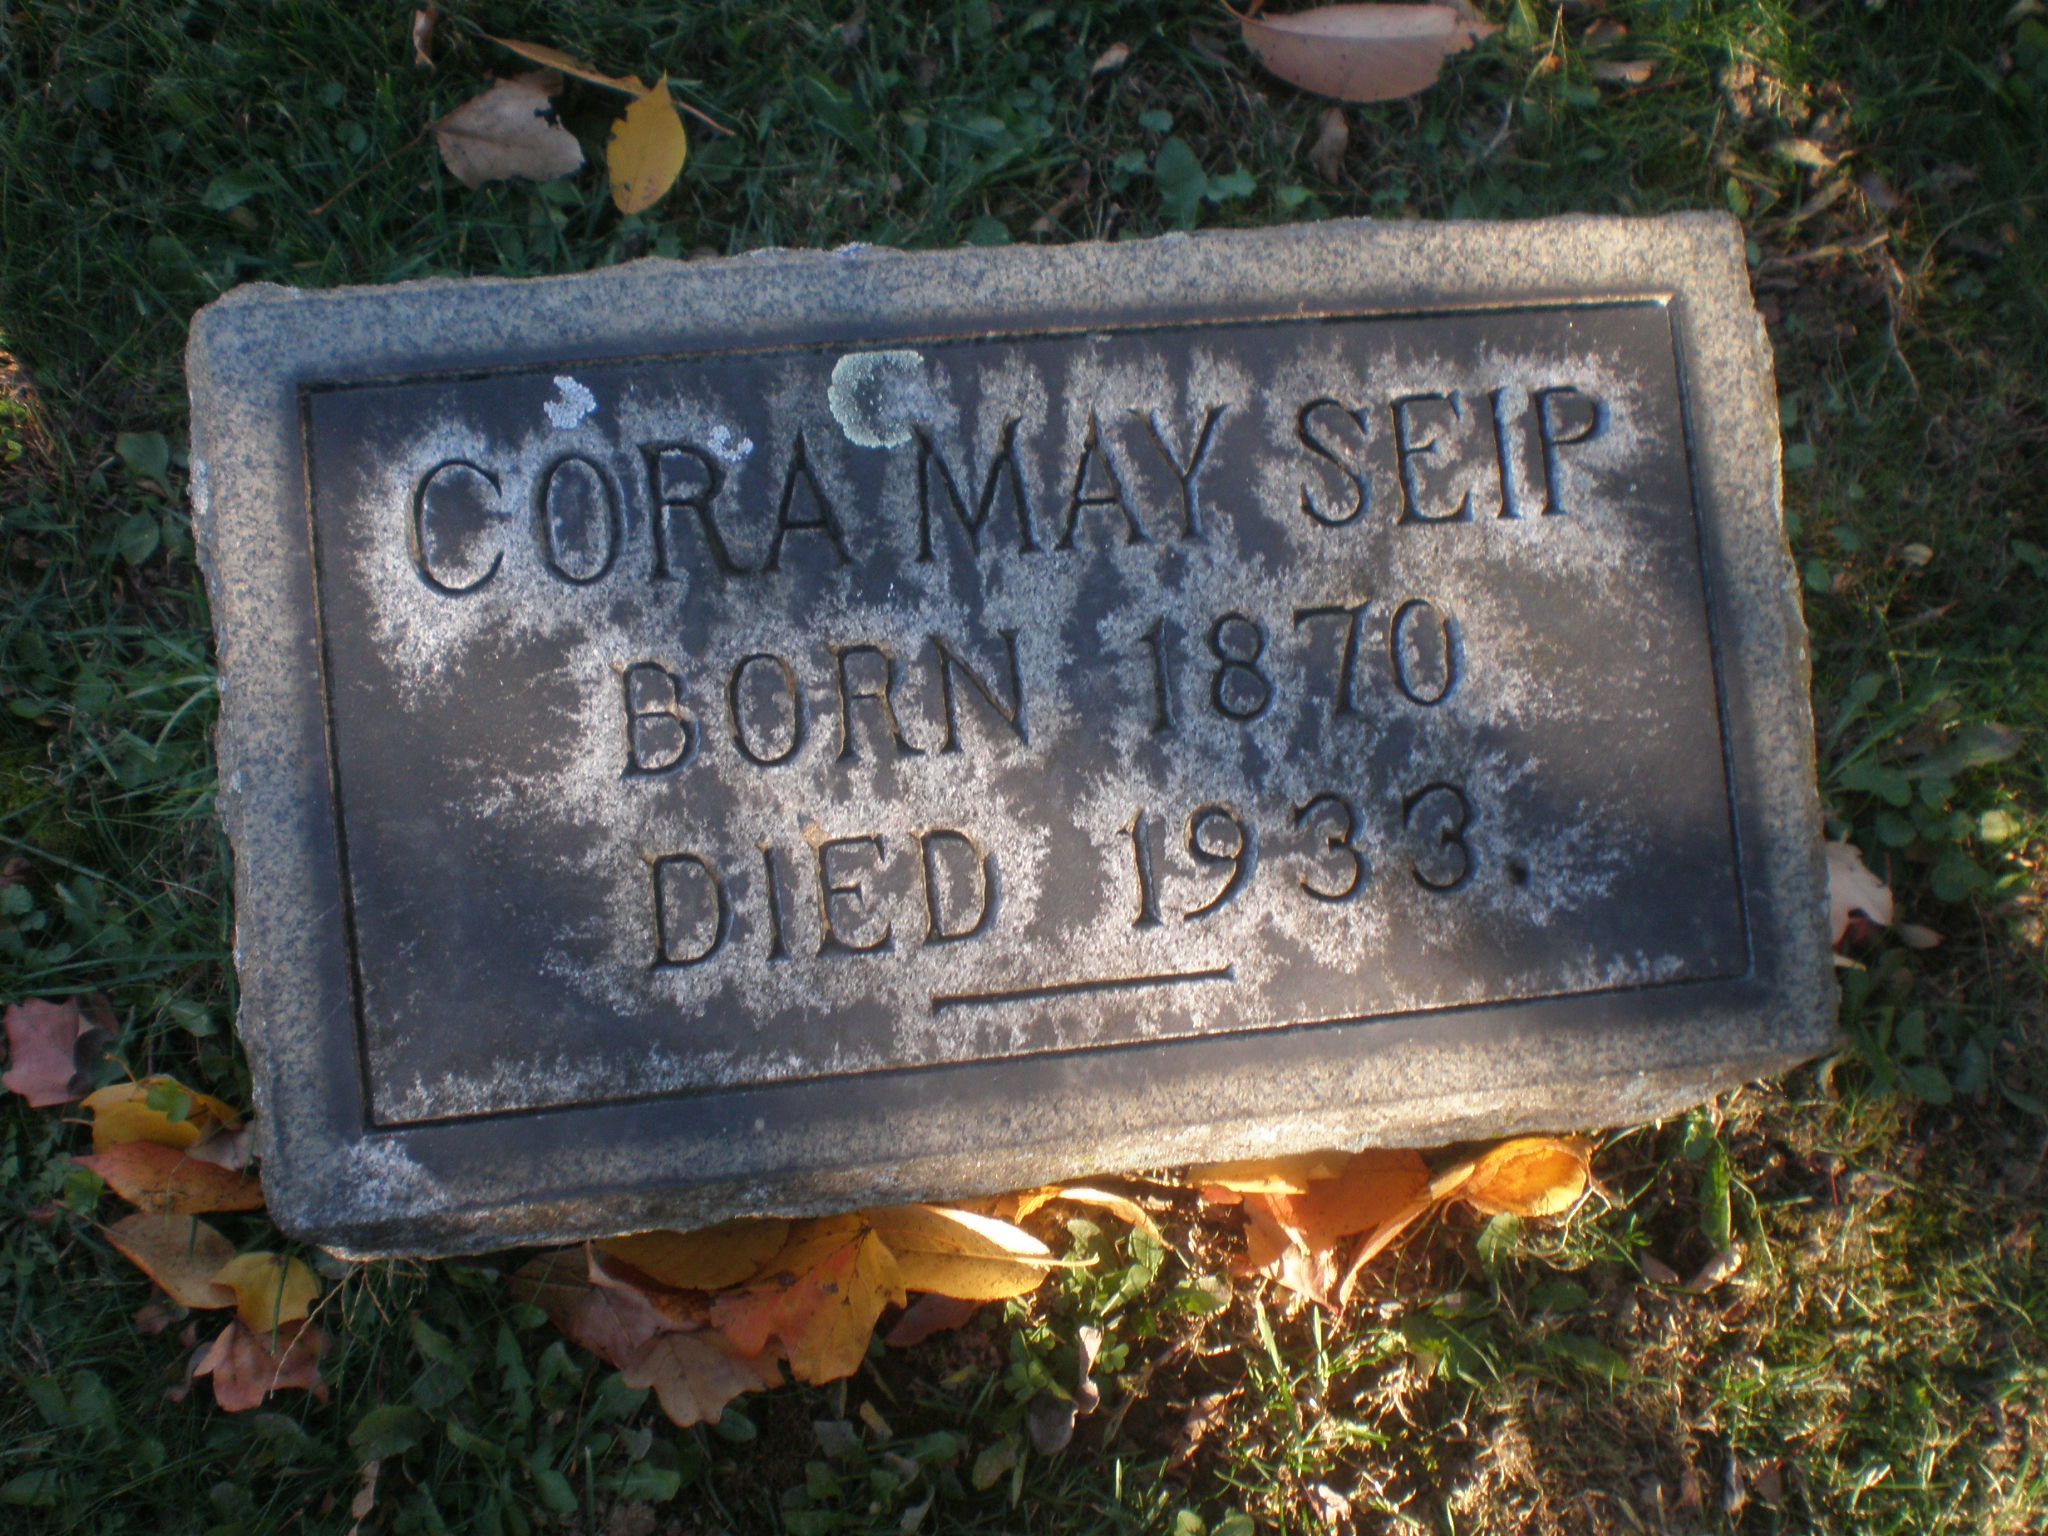 CORA MAY SEIP
BORN 1870
DIED 1933.